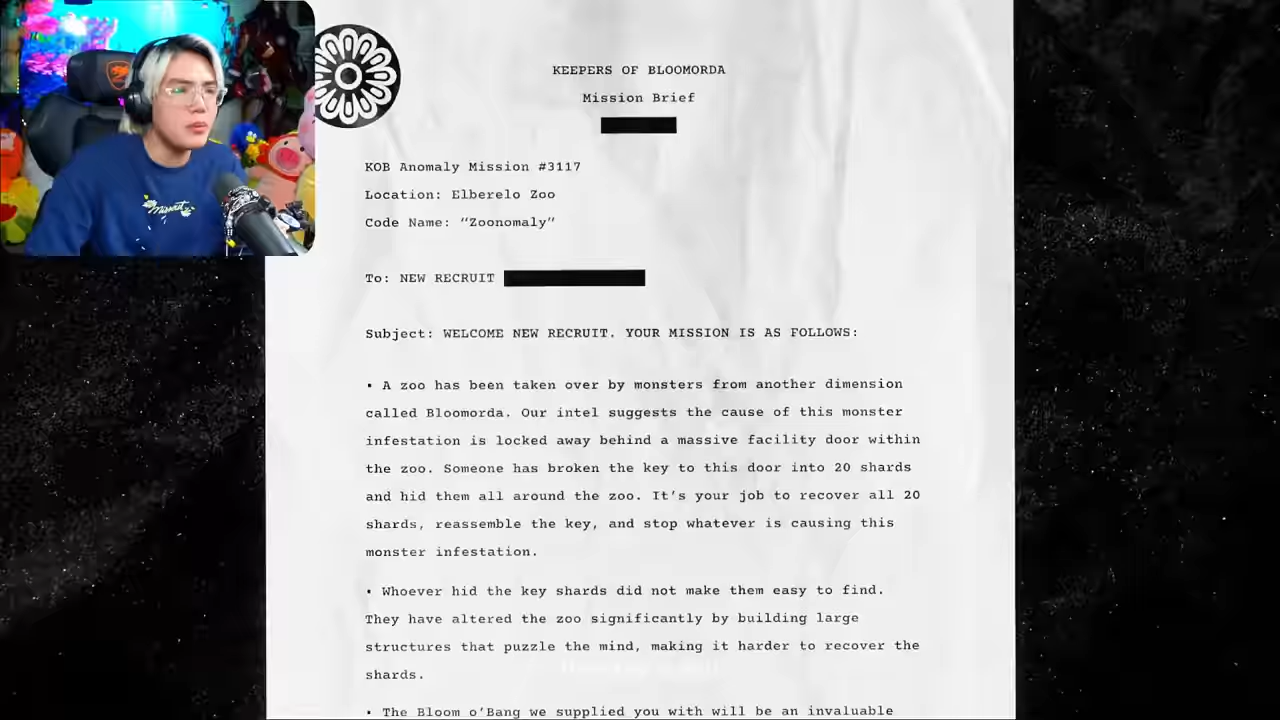 KEEPERS OF BLOOMORDA
Mission Brief
KOB Anomaly Mission #3117
Location: Elberelo Zoo
Code Name: “Zoonomaly”
To: NEW RECRUIT
Subject: WELCOME NEW RECRUIT. YOUR MISSION IS AS FOLLOWS:
▪ A zoo has been taken over by monsters from another dimension
called Bloomorda. Our intel suggests the cause of this monster
infestation is locked away behind a massive facility door within
the zoo. Someone has broken the key to this door into 20 shards
and hid them all around the zoo. It’s your job to recover all 20
shards, reassemble the key, and stop whatever is causing this
monster infestation.
▪ Whoever hid the key shards did not make them easy to find.
They have altered the zoo significantly by building large
structures that puzzle the mind, making it harder to recover the
shards.
▪ The Bloom o’Bang we supplied you with will be an invaluable